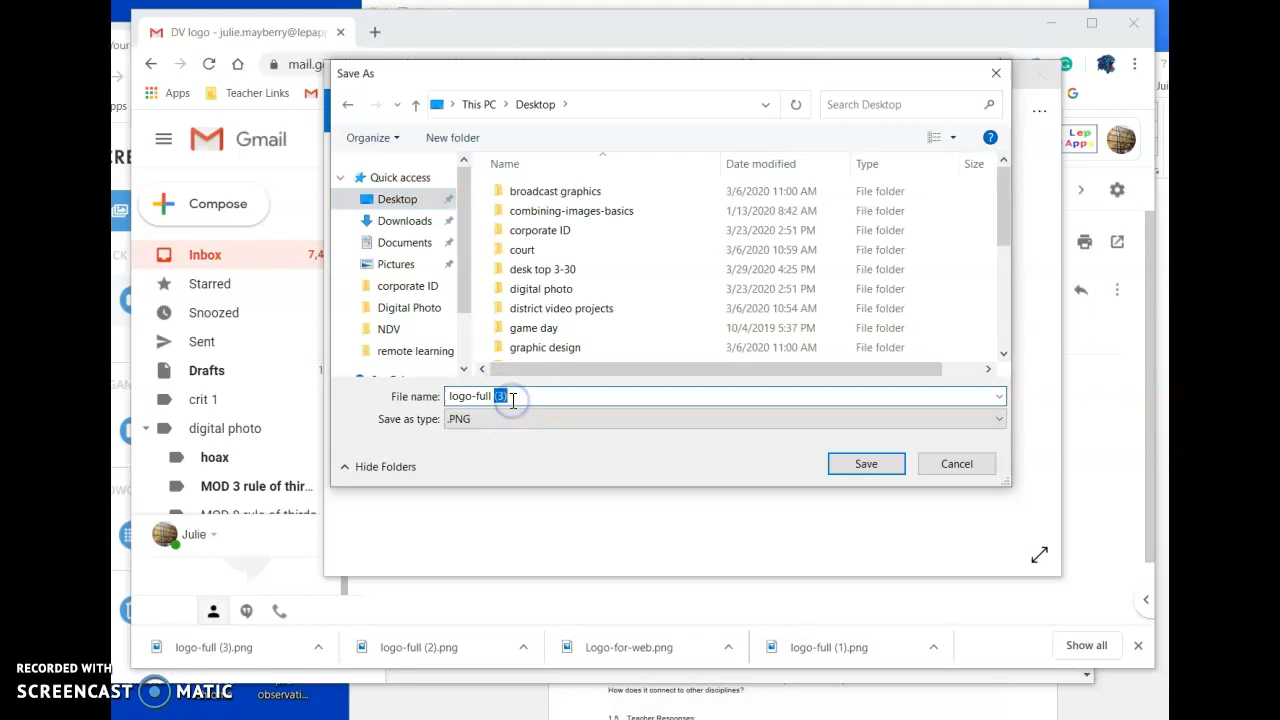 DV logo - julie.mayberry@lepapp
mail.g
Apps
Teacher Links
Gmail
Compose
Inbox 7,4
Starred
Snoozed
Sent
Drafts 1
crit 1
digital photo
hoax
MOD 3 rule of thir...
Julie
Save As
This PC Desktop
Search Desktop
Organize
New folder
Name Date modified Type Size
Quick access
Desktop
Downloads
Documents
Pictures
corporate ID
Digital Photo
NDV
remote learning
broadcast graphics 3/6/2020 11:00 AM File folder
combining-images-basics 1/13/2020 8:42 AM File folder
corporate ID 3/23/2020 2:51 PM File folder
court 3/6/2020 10:59 AM File folder
desk top 3-30 3/29/2020 4:25 PM File folder
digital photo 3/23/2020 2:51 PM File folder
district video projects 3/6/2020 10:54 AM File folder
game day 10/4/2019 5:37 PM File folder
graphic design 3/6/2020 11:00 AM File folder
File name: logo-full (3)
Save as type: .PNG
Hide Folders
Save
Cancel
Lep
Apps
logo-full (3).png
logo-full (2).png
Logo-for-web.png
logo-full (1).png
Show all
RECORDED WITH
SCREENCAST MATIC
observati...
How does it connect to other disciplines?
1.5 Teacher Responses: